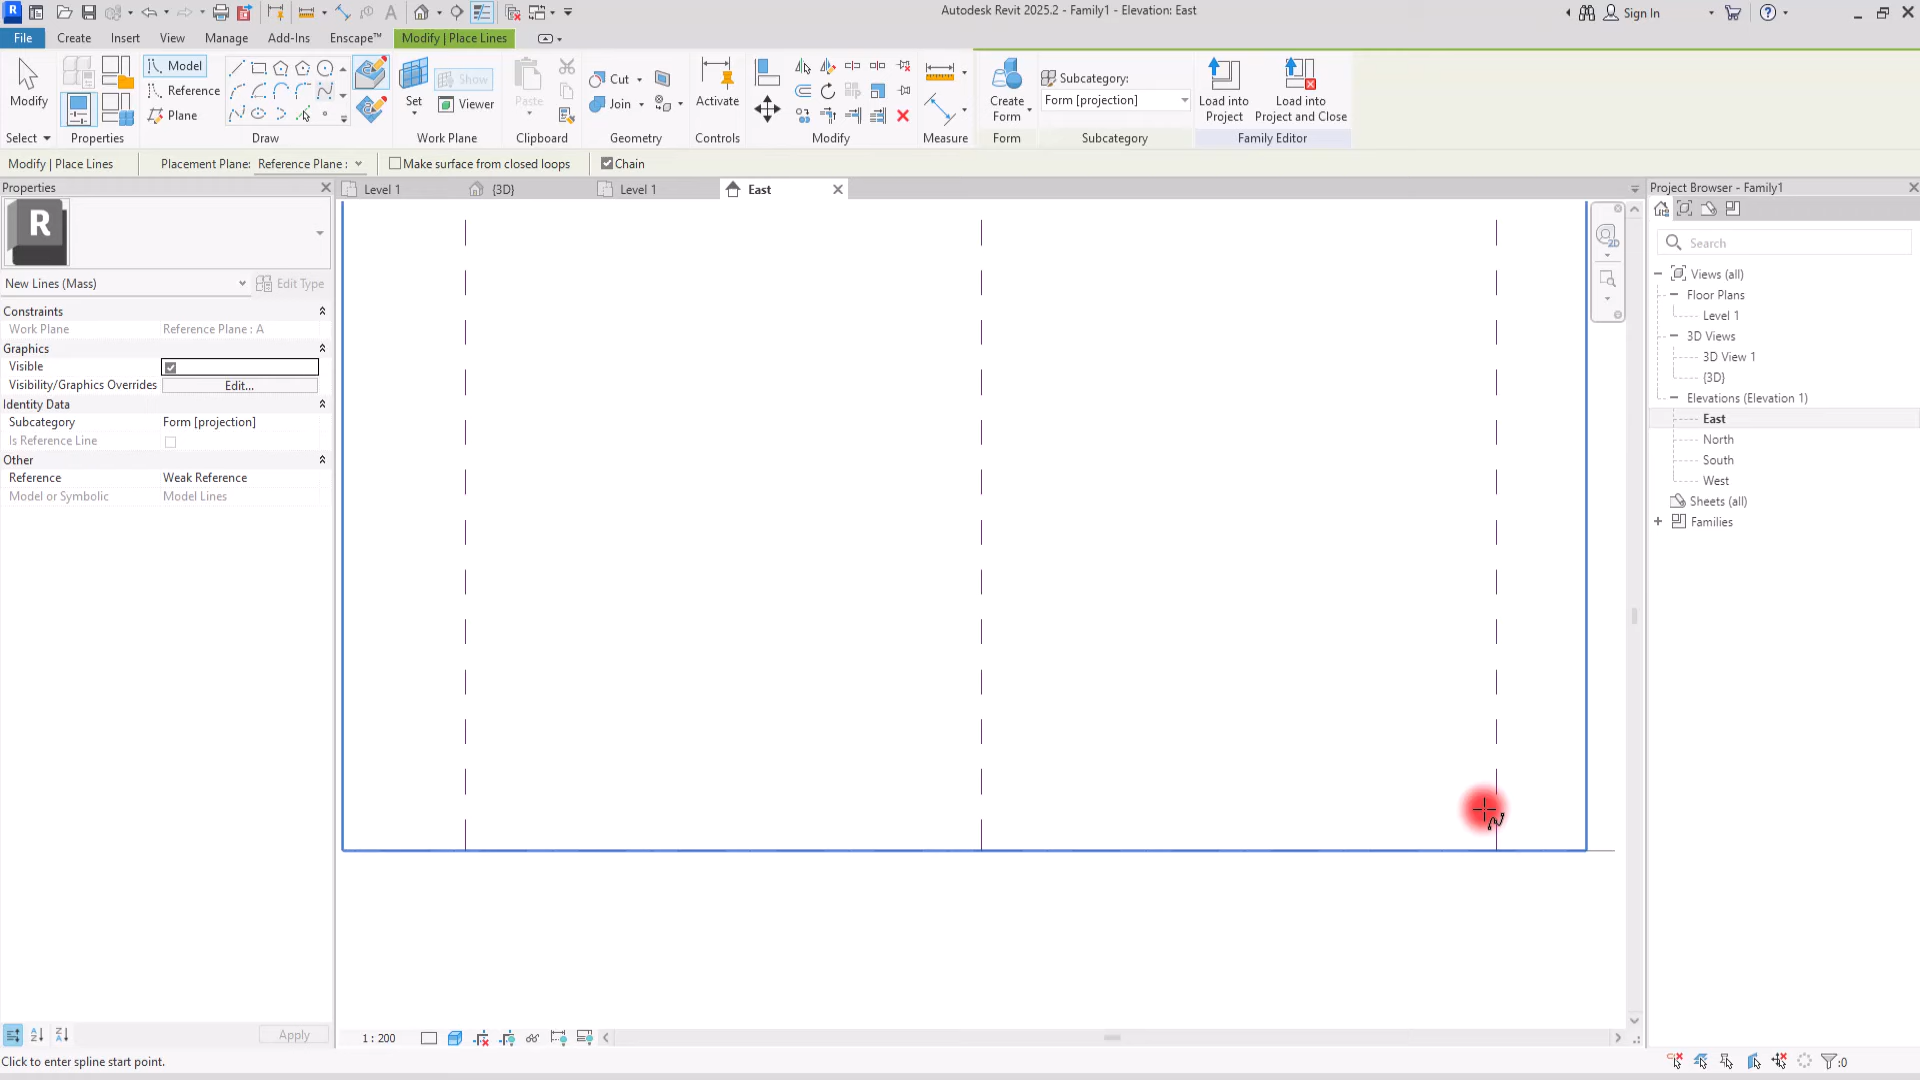 Autodesk Revit 2025.2 - Family1 - Elevation: East
Sign In
File Create Insert View Manage Add-Ins Enscape™ Modify | Place Lines
Modify
Model
Reference
Plane
Set
Show
Viewer
Paste
Cut
Join
Activate
Create
Form
Subcategory:
Form [projection]
Load into
Project
Load into
Project and Close
Select Properties Draw Work Plane Clipboard Geometry Controls Modify Measure Form Subcategory Family Editor
Modify | Place Lines Placement Plane: Reference Plane : Make surface from closed loops Chain
Properties
Level 1 {3D} Level 1 East
Project Browser - Family1
R
Search
New Lines (Mass) Edit Type
Constraints
Work Plane Reference Plane : A
Graphics
Visible
Visibility/Graphics Overrides Edit...
Identity Data
Subcategory Form [projection]
Is Reference Line
Other
Reference Weak Reference
Model or Symbolic Model Lines
Views (all)
Floor Plans
Level 1
3D Views
3D View 1
{3D}
Elevations (Elevation 1)
East
North
South
West
Sheets (all)
Families
Apply
1 : 200
Click to enter spline start point.
:0